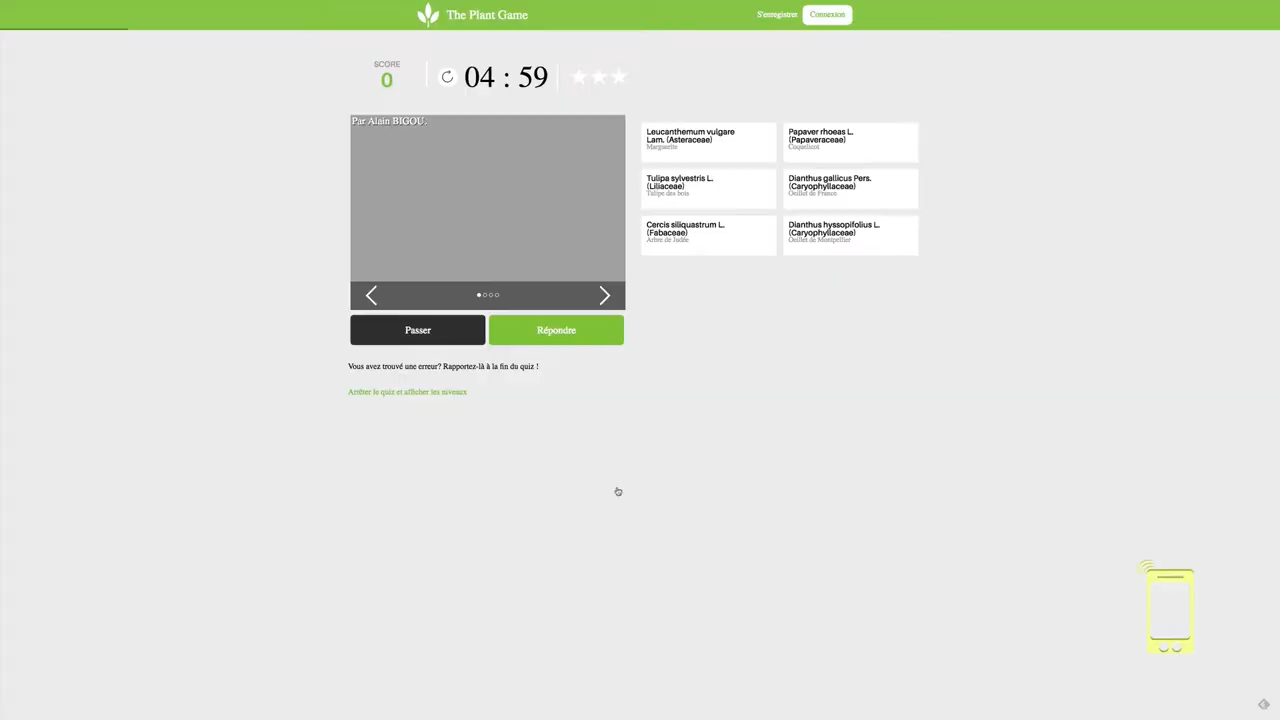 The Plant Game
S'enregistrer
Connexion
SCORE
0
04 : 59
Par Alain BIGOU.
Passer
Répondre
Vous avez trouvé une erreur? Rapportez-là à la fin du quiz !
Arrêter le quiz et afficher les niveaux
Leucanthemum vulgare
Lam. (Asteraceae)
Marguerite
Papaver rhoeas L.
(Papaveraceae)
Coquelicot
Tulipa sylvestris L.
(Liliaceae)
Tulipe des bois
Dianthus gallicus Pers.
(Caryophyllaceae)
Oeillet de France
Cercis siliquastrum L.
(Fabaceae)
Arbre de Judée
Dianthus hyssopifolius L.
(Caryophyllaceae)
Oeillet de Montpellier